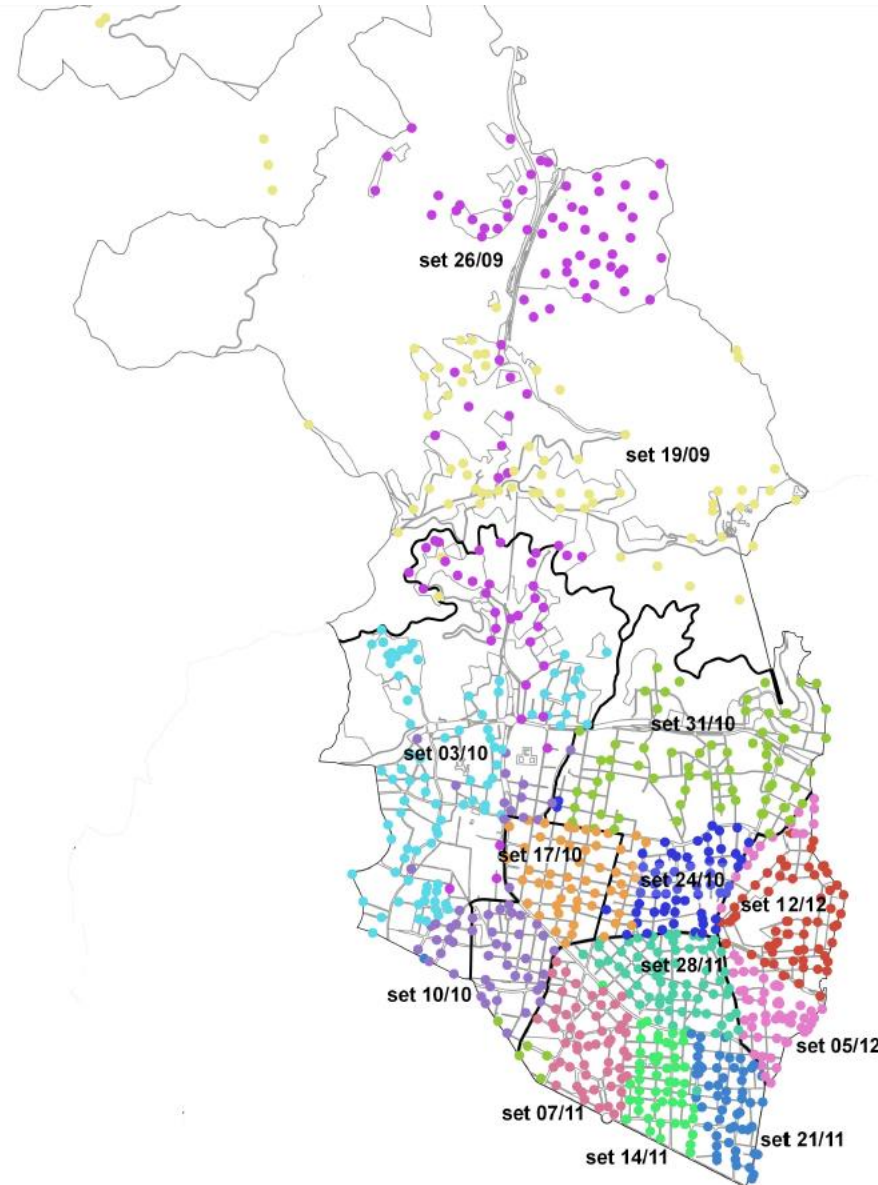 set 26/09
set 19/09
set 31/10
set 03/10
set 17/10
set 24/10
set 12/12
set 28/11
set 10/10
set 05/12
set 07/11
set 21/11
set 14/11